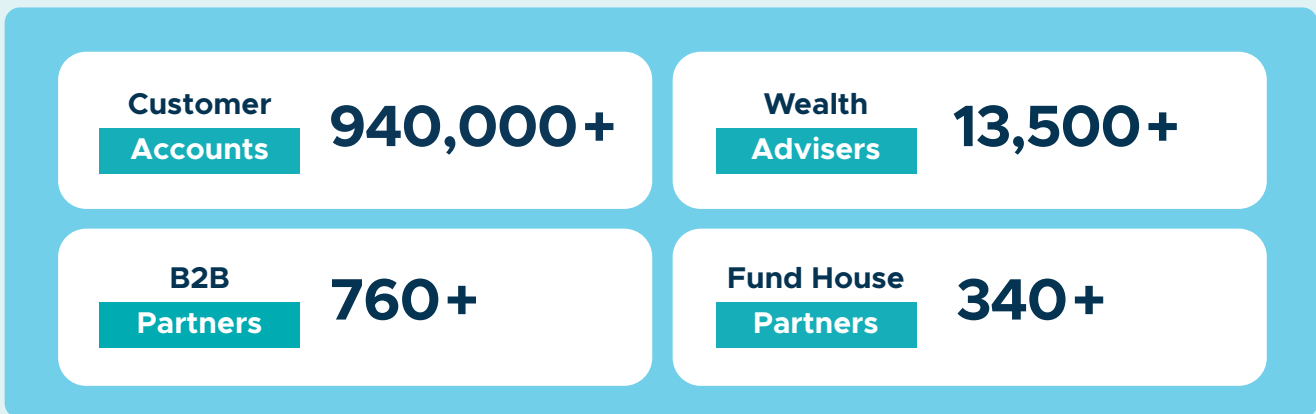 Customer
Accounts
940,000+
Wealth
Advisers
13,500+
B2B
Partners
760+
Fund House
Partners
340+